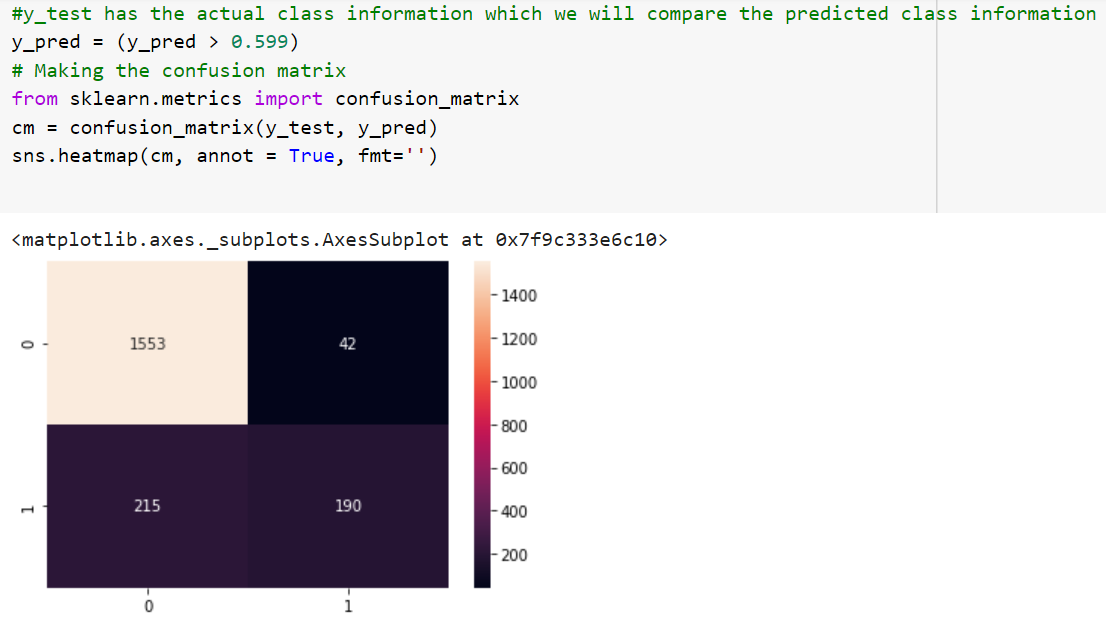 #y_test has the actual class information which we will compare the predicted class information
y_pred = (y_pred > 0.599)
# Making the confusion matrix
from sklearn.metrics import confusion_matrix
cm = confusion_matrix(y_test, y_pred)
sns.heatmap(cm, annot = True, fmt='')
<matplotlib.axes._subplots.AxesSubplot at 0x7f9c333e6c10>
0
1553
42
1
215
190
0
1
1400
1200
1000
800
600
400
200